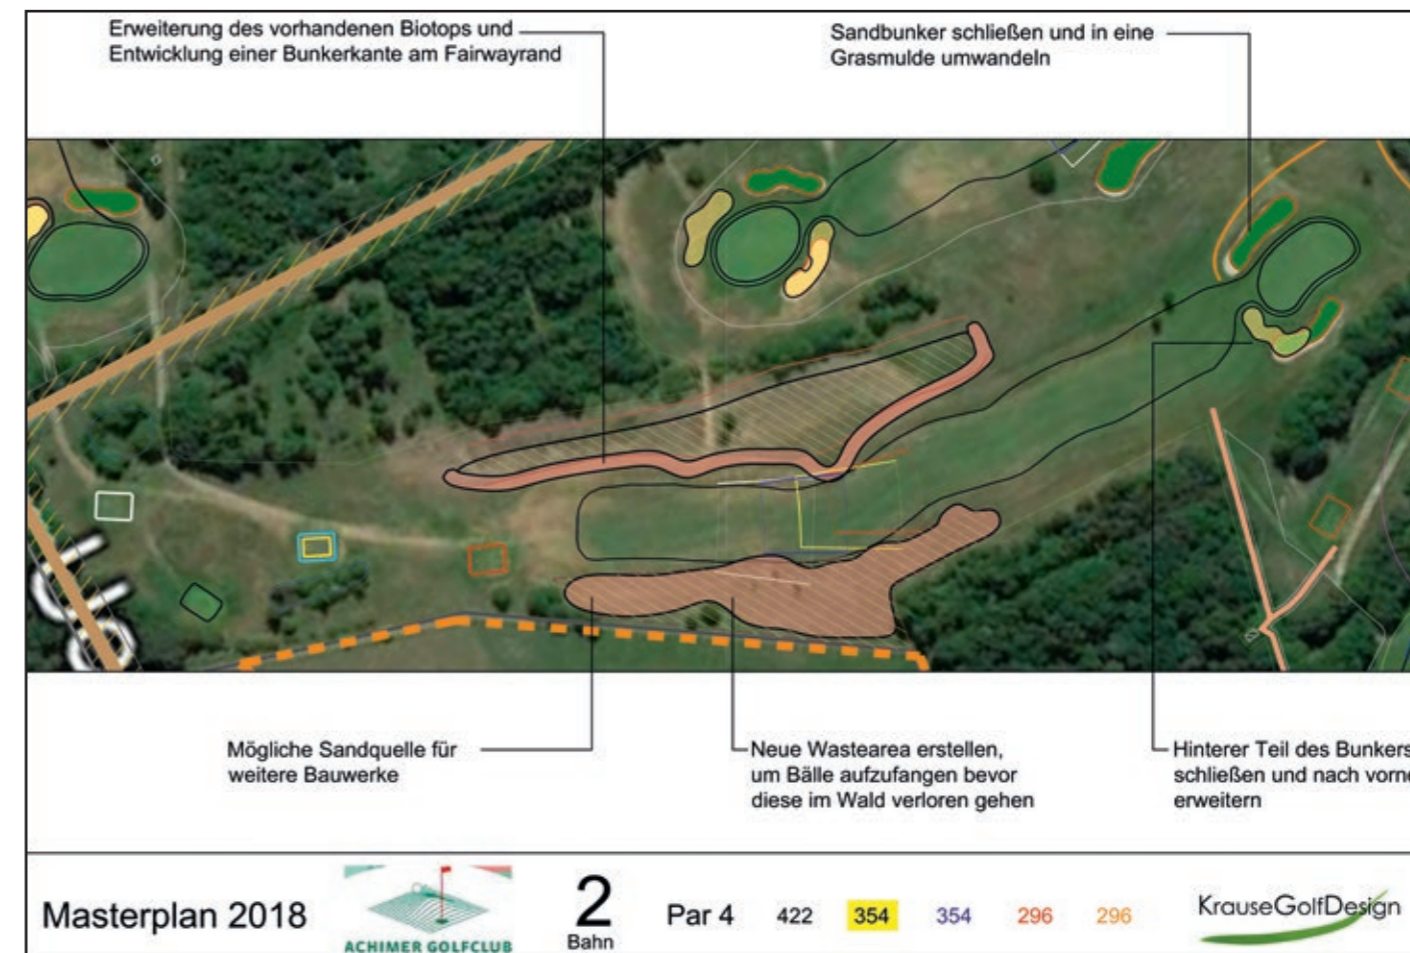 Erweiterung des vorhandenen Biotops und
Entwicklung einer Bunkerkante am Fairwayrand
Sandbunker schließen und in eine
Grasmulde umwandeln
Mögliche Sandquelle für
weitere Bauwerke
Neue Wastearea erstellen,
um Bälle aufzufangen bevor
diese im Wald verloren gehen
Hinterer Teil des Bunkers
schließen und nach vorne
erweitern
Masterplan 2018
ACHIMER GOLFCLUB
2
Bahn
Par 4 422 354 354 296 296
KrauseGolfDesign